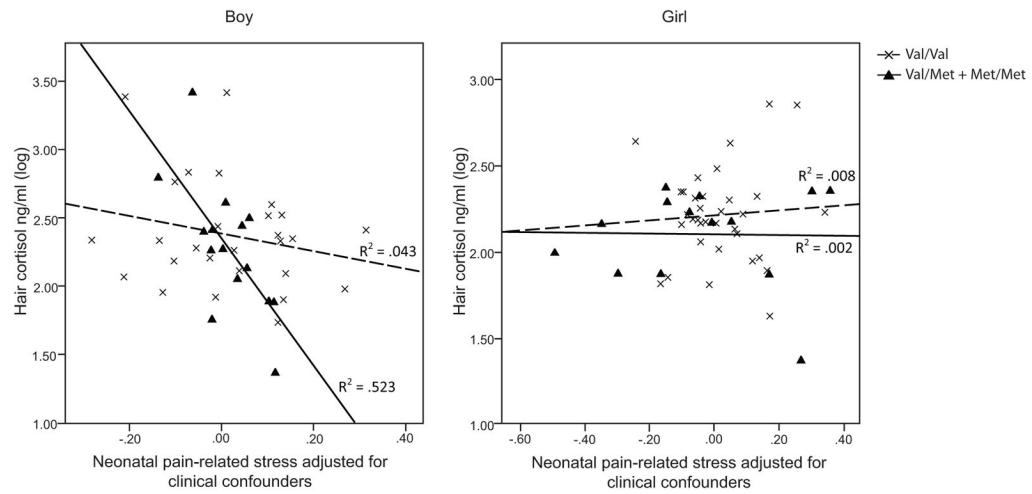 Boy
Girl
Val/Val
Val/Met + Met/Met
Hair cortisol ng/ml (log)
3.50
3.00
2.50
2.00
1.50
1.00
R² = .043
R² = .523
-.20
.00
.20
.40
Neonatal pain-related stress adjusted for
clinical confounders
Hair cortisol ng/ml (log)
3.00
2.50
2.00
1.50
1.00
R² = .008
R² = .002
-.60
-.40
-.20
.00
.20
.40
Neonatal pain-related stress adjusted for
clinical confounders